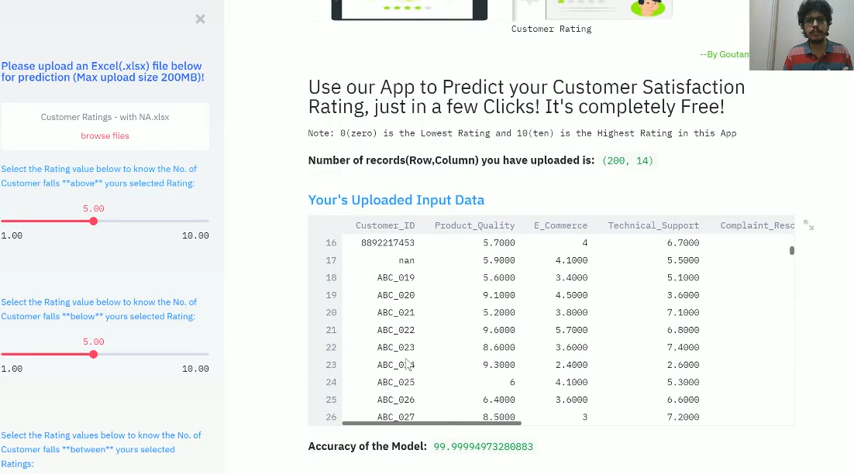 Customer Rating
--By Goutam
Please upload an Excel(.xlsx) file below
for prediction (Max upload size 200MB)!
Customer Ratings - with NA.xlsx
browse files
Select the Rating value below to know the No. of
Customer falls **above** yours selected Rating:
5.00
1.00 10.00
Select the Rating value below to know the No. of
Customer falls **below** yours selected Rating:
5.00
1.00 10.00
Select the Rating values below to know the No. of
Customer falls **between** yours selected
Ratings:
Use our App to Predict your Customer Satisfaction
Rating, just in a few Clicks! It's completely Free!
Note: 0(zero) is the Lowest Rating and 10(ten) is the Highest Rating in this App
Number of records(Row,Column) you have uploaded is: (200, 14)
Your's Uploaded Input Data
Customer_ID Product_Quality E_Commerce Technical_Support Complaint_Reso
16 8892217453 5.7000 4 6.7000
17 nan 5.9000 4.1000 5.5000
18 ABC_019 5.6000 3.4000 5.1000
19 ABC_020 9.1000 4.5000 3.6000
20 ABC_021 5.2000 3.8000 7.1000
21 ABC_022 9.6000 5.7000 6.8000
22 ABC_023 8.6000 3.6000 7.4000
23 ABC_024 9.3000 2.4000 2.6000
24 ABC_025 6 4.1000 5.3000
25 ABC_026 6.4000 3.6000 6.6000
26 ABC_027 8.5000 3 7.2000
Accuracy of the Model: 99.99994973280883